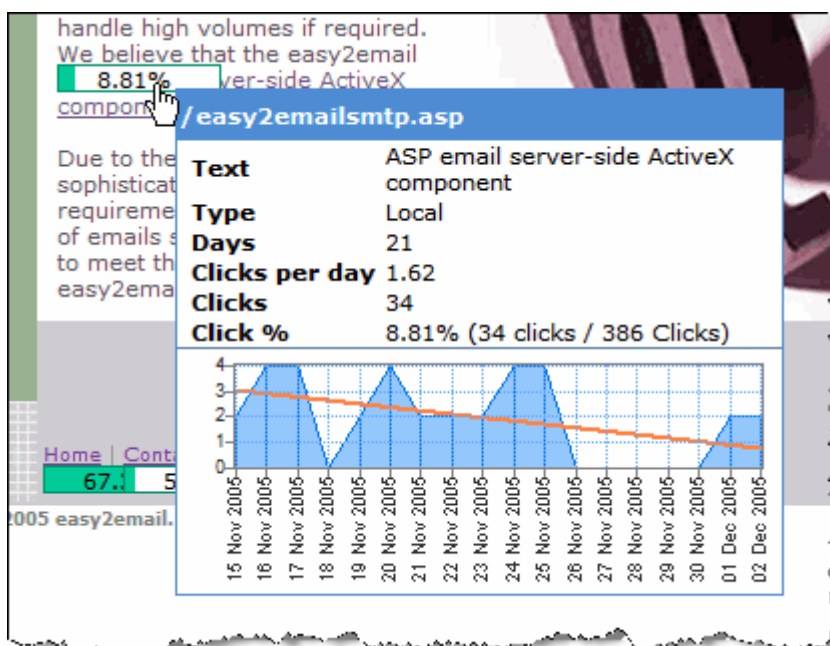 handle high volumes if required.
We believe that the easy2email
8.81% ver-side ActiveX
compon
/easy2emailsmtp.asp
Due to the
sophisticat
requireme
of emails s
to meet th
easy2ema
Text ASP email server-side ActiveX
component
Type Local
Days 21
Clicks per day 1.62
Clicks 34
Click % 8.81% (34 clicks / 386 Clicks)
4
3
2
1
0
15 Nov 2005
16 Nov 2005
17 Nov 2005
18 Nov 2005
19 Nov 2005
20 Nov 2005
21 Nov 2005
22 Nov 2005
23 Nov 2005
24 Nov 2005
25 Nov 2005
26 Nov 2005
27 Nov 2005
28 Nov 2005
29 Nov 2005
30 Nov 2005
01 Dec 2005
02 Dec 2005
Home | Conta
67. 5
2005 easy2email.